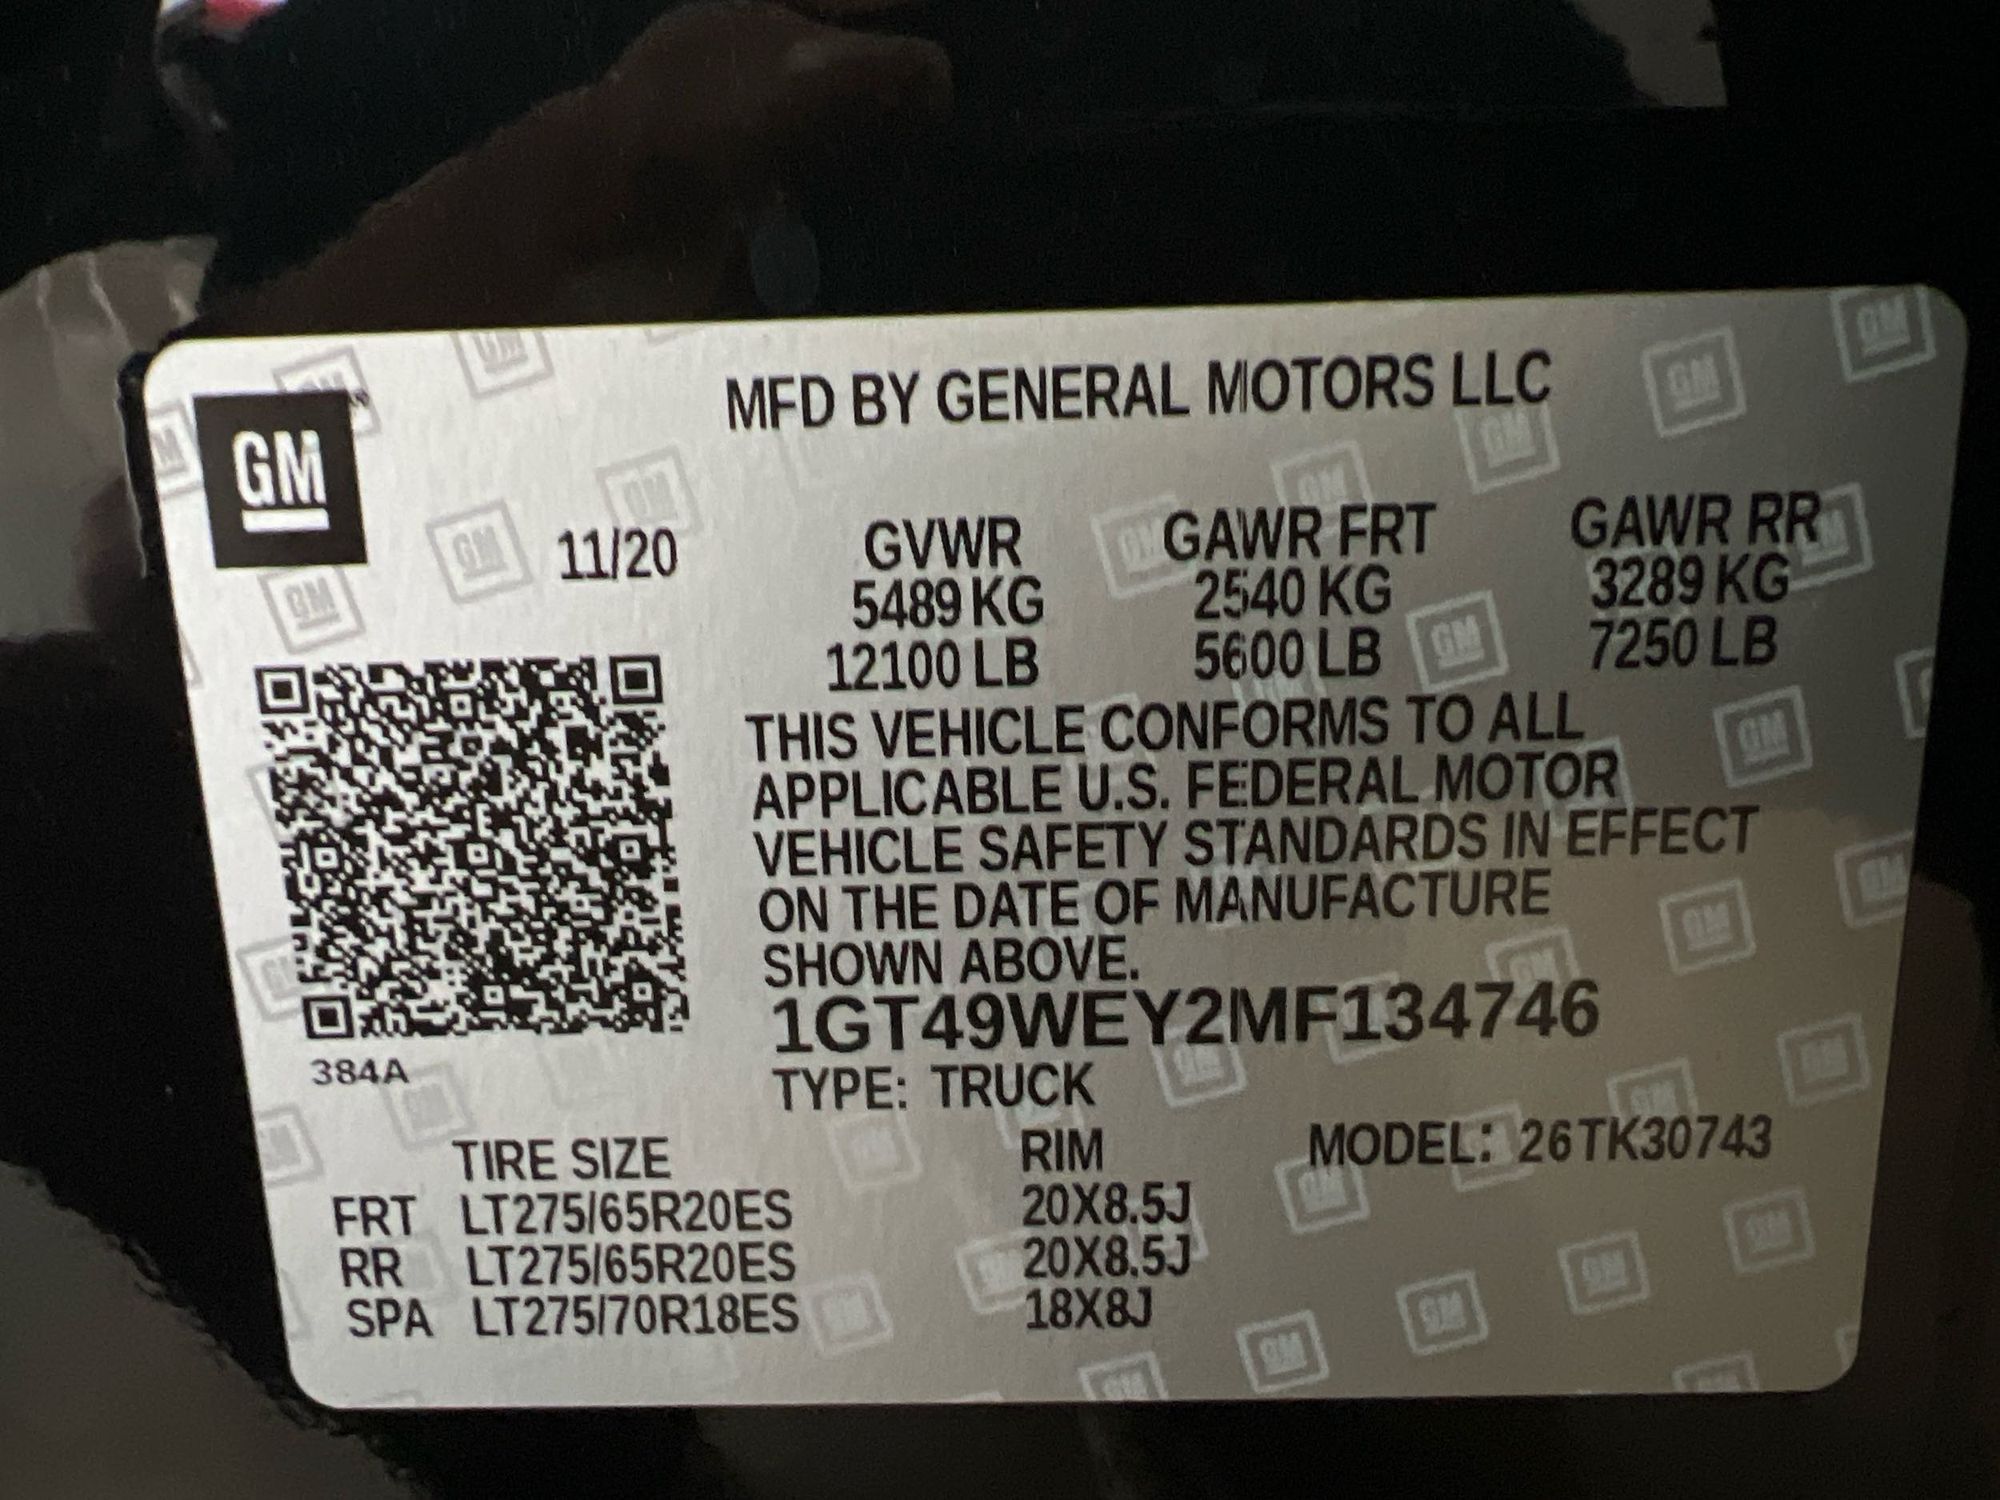 MFD BY GENERAL MOTORS LLC
GM
11/20
GVWR GAWR FRT GAWR RR
5489 KG 2540 KG 3289 KG
12100 LB 5600 LB 7250 LB
THIS VEHICLE CONFORMS TO ALL
APPLICABLE U.S. FEDERAL MOTOR
VEHICLE SAFETY STANDARDS IN EFFECT
ON THE DATE OF MANUFACTURE
SHOWN ABOVE.
1GT49WEY2MF134746
384A
TYPE: TRUCK
TIRE SIZE RIM MODEL: 26TK30743
FRT LT275/65R20ES 20X8.5J
RR LT275/65R20ES 20X8.5J
SPA LT275/70R18ES 18X8J